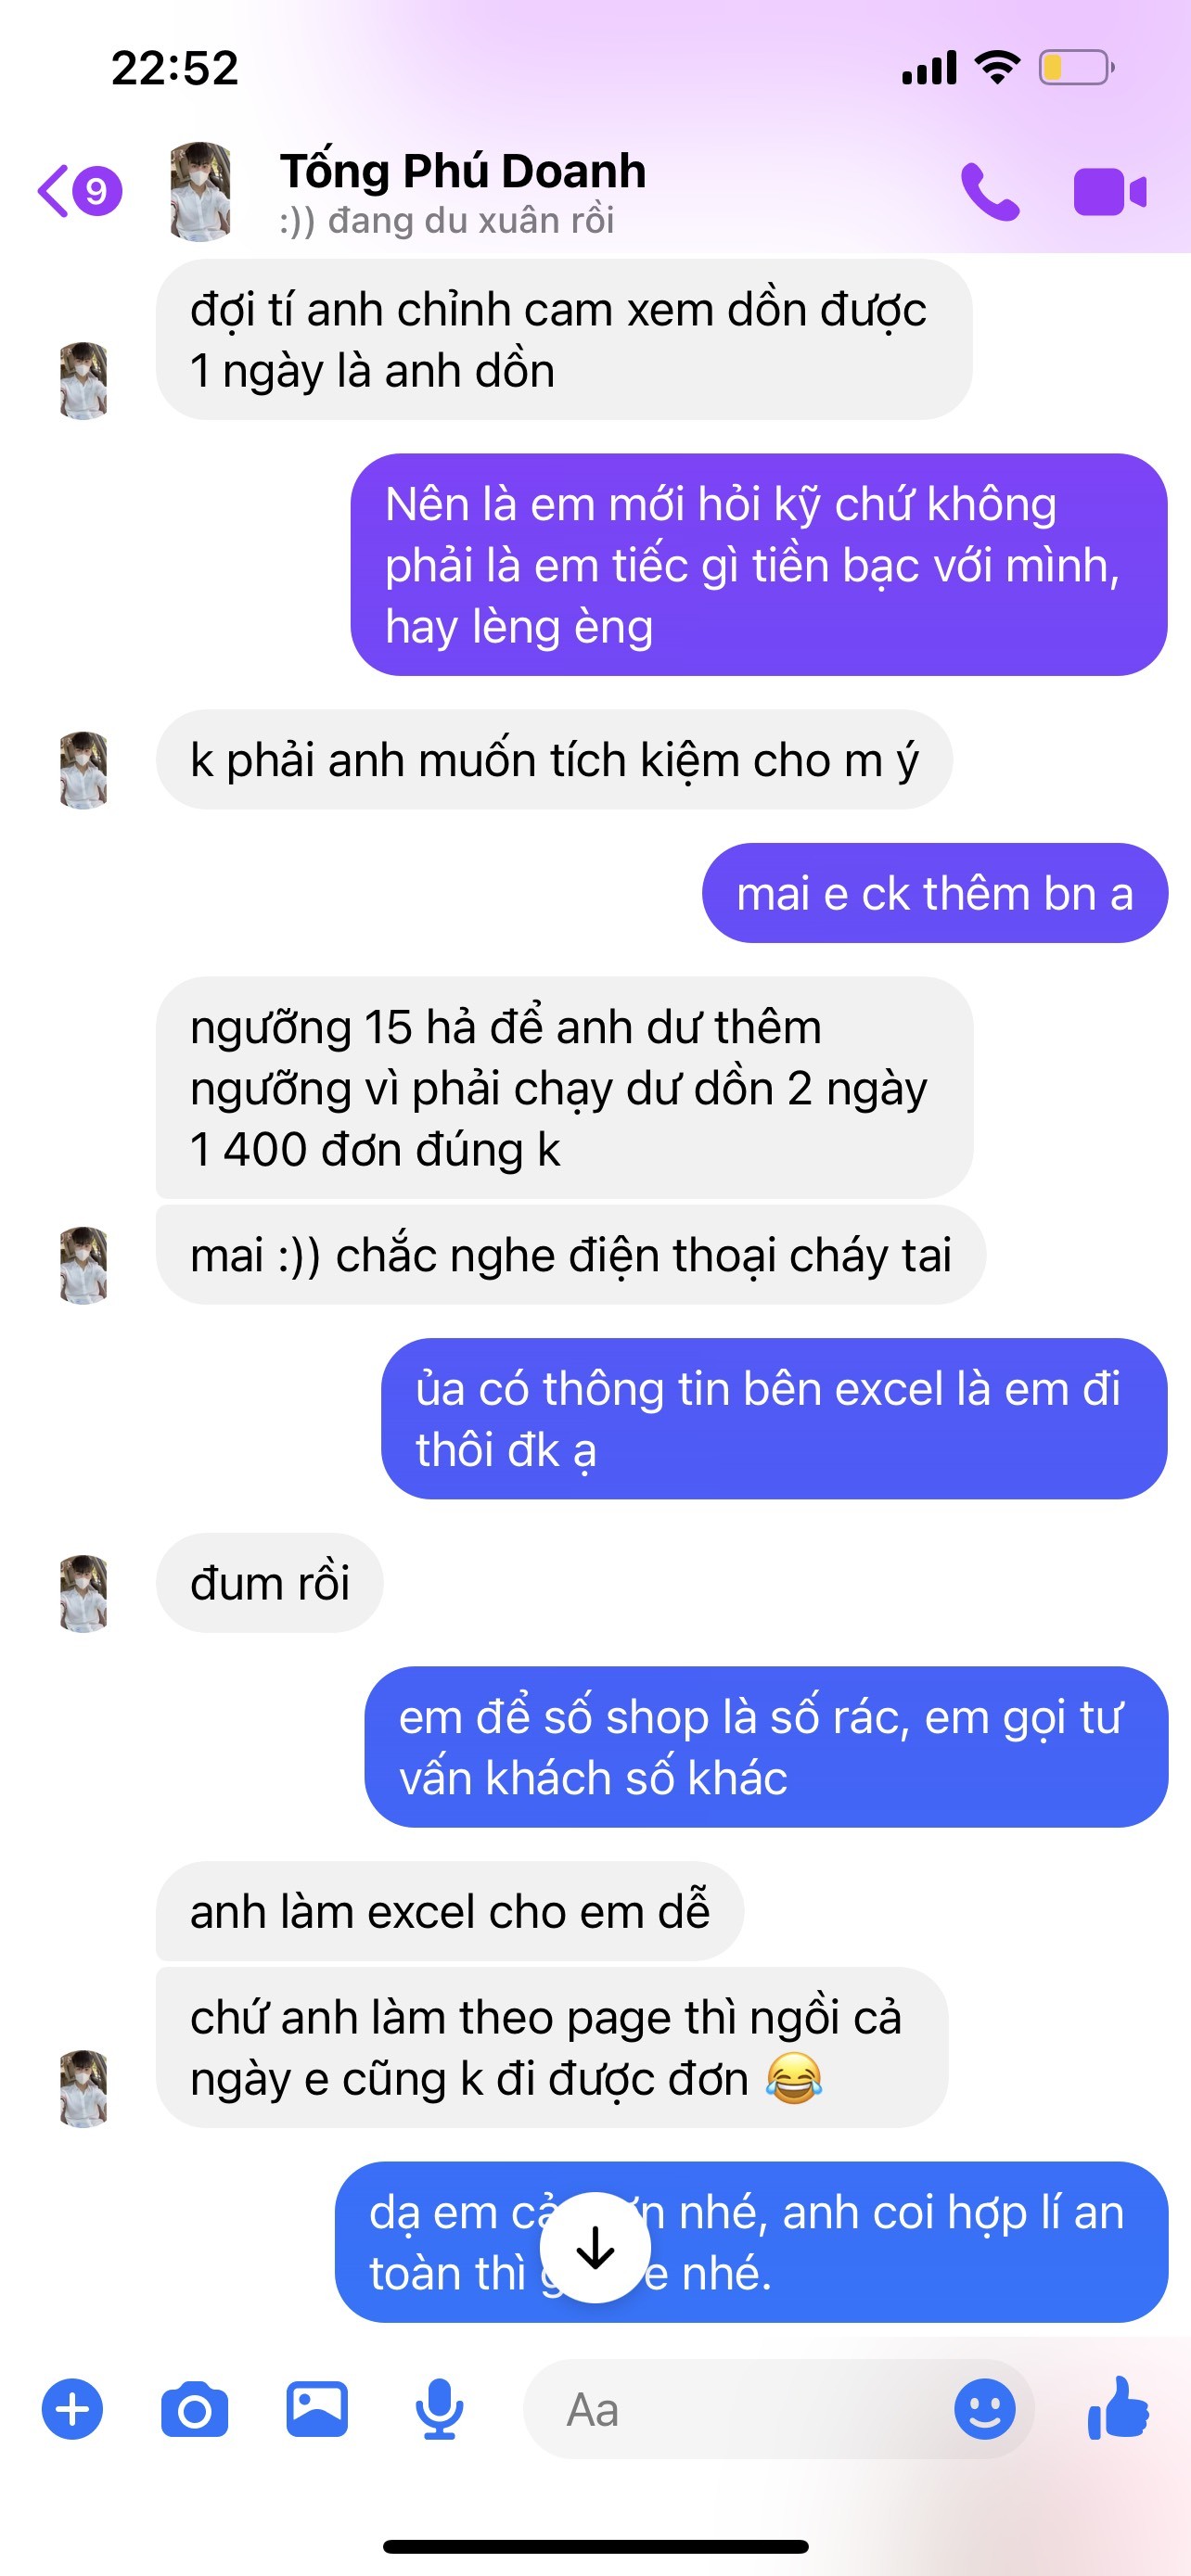 22:52
9
Tống Phú Doanh
:)) đang du xuân rồi
đợi tí anh chỉnh cam xem dồn được
1 ngày là anh dồn
Nên là em mới hỏi kỹ chứ không
phải là em tiếc gì tiền bạc với mình,
hay lèng èng
k phải anh muốn tích kiệm cho m ý
mai e ck thêm bn a
ngưỡng 15 hả để anh dư thêm
ngưỡng vì phải chạy dư dồn 2 ngày
1 400 đơn đúng k
mai :)) chắc nghe điện thoại cháy tai
ủa có thông tin bên excel là em đi
thôi đk ạ
đum rồi
em để số shop là số rác, em gọi tư
vấn khách số khác
anh làm excel cho em dễ
chứ anh làm theo page thì ngồi cả
ngày e cũng k đi được đơn 😂
dạ em nhé, anh coi hợp lí an
toàn thì e nhé.
Aa